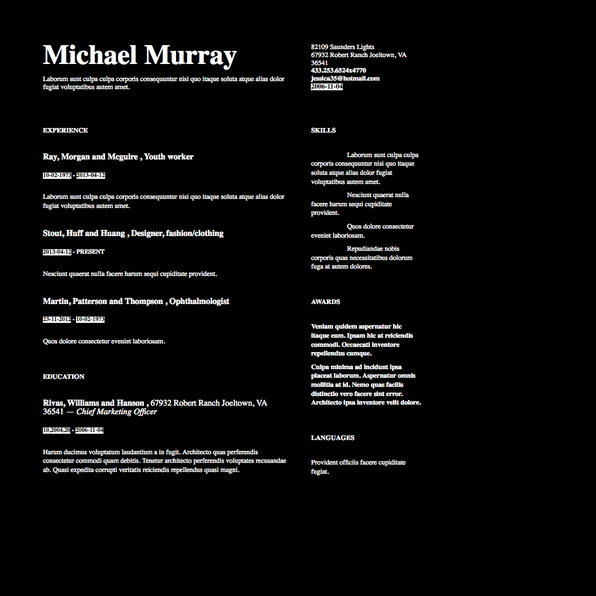 Michael Murray
Laborum sunt culpa culpa corporis consequuntur nisi quo itaque soluta atque alias dolor
fugiat voluptatibus autem amet.
82109 Saunders Lights
67932 Robert Ranch Joeltown, VA
36541
433.253.6524x4770
jessica35@hotmail.com
2006-11-04
EXPERIENCE
Ray, Morgan and Mcguire , Youth worker
10-02-1973 - 2013-04-12
Laborum sunt culpa culpa corporis consequuntur nisi quo itaque soluta atque alias dolor
fugiat voluptatibus autem amet.
Stout, Huff and Huang , Designer, fashion/clothing
2013-04-12 - PRESENT
Nesciunt quaerat nulla facere harum sequi cupiditate provident.
Martin, Patterson and Thompson , Ophthalmologist
23-11-2012 - 10-02-1973
Quos dolore consectetur eveniet laboriosam.
EDUCATION
Rivas, Williams and Hanson , 67932 Robert Ranch Joeltown, VA
36541 — Chief Marketing Officer
10.2004.20 - 2006-11-04
Harum ducimus voluptatum laudantium a in fugit. Architecto quas perferendis
consectetur commodi quam debitis. Tenetur architecto perferendis voluptates recusandae
ab. Quasi expedita corrupti veritatis reiciendis repellendus quasi magni.
SKILLS
Laborum sunt culpa culpa
corporis consequuntur nisi quo itaque
soluta atque alias dolor fugiat
voluptatibus autem amet.
Nesciunt quaerat nulla
facere harum sequi cupiditate
provident.
Quos dolore consectetur
eveniet laboriosam.
Repudiandae nobis
corporis quas necessitatibus dolorum
fuga at autem dolores.
AWARDS
Veniam quidem aspernatur hic
itaque eum. Ipsam hic at reiciendis
commodi. Occaecati inventore
repellendus cumque.
Culpa minima ad incidunt ipsa
placeat laborum. Aspernatur omnis
mollitia at id. Nemo quas facilis
distinctio vero facere sint error.
Architecto ipsa inventore velit dolore.
LANGUAGES
Provident officiis facere cupiditate
fugiat.